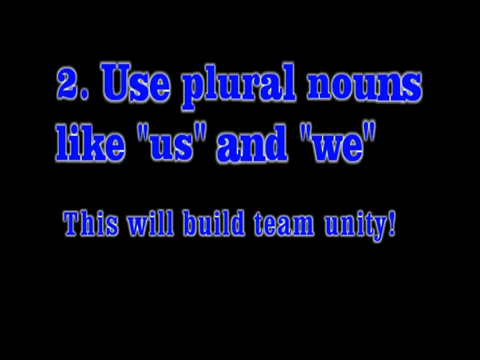 2. Use plural nouns
like "us" and "we"
This will build team unity!